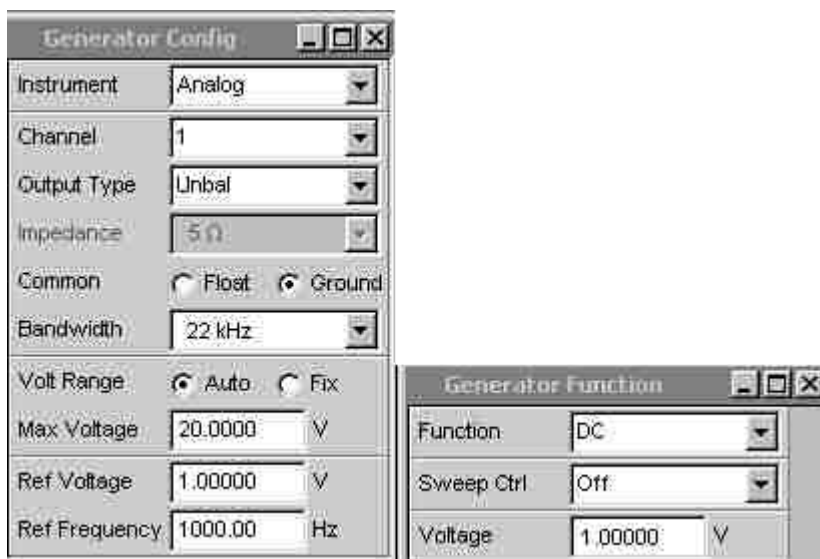 Generator Config
Instrument Analog
Channel 1
Output Type Unbal
Impedance 5 Ω
Common Float Ground
Bandwidth 22 kHz
Volt Range Auto Fix
Max Voltage 20.0000 V
Ref Voltage 1.00000 V
Ref Frequency 1000.00 Hz
Generator Function
Function DC
Sweep Ctrl Off
Voltage 1.00000 V